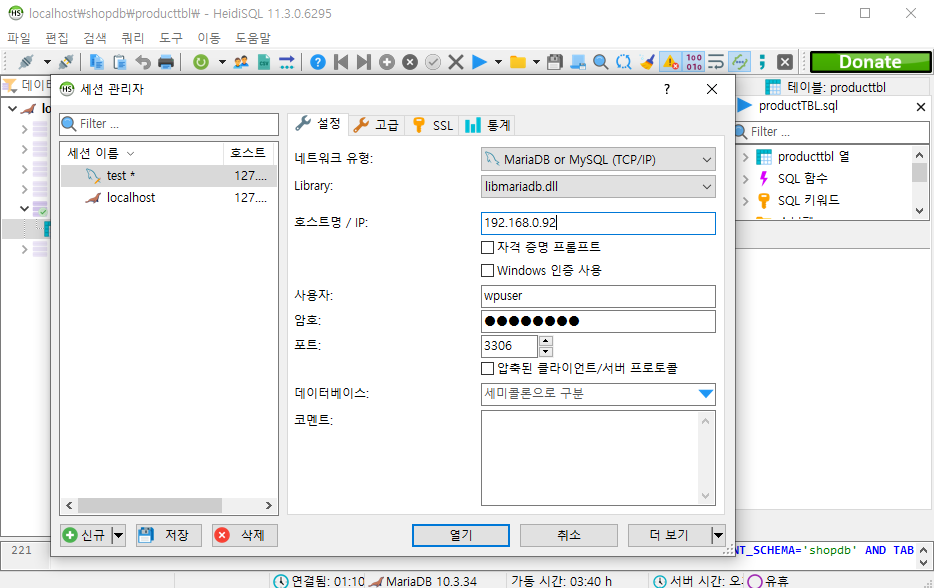 localhost₩shopdb₩producttbl₩ - HeidiSQL 11.3.0.6295
파일 편집 검색 쿼리 도구 이동 도움말
Donate
데이터
세션 관리자
테이블: producttbl
productTBL.sql
Filter ...
producttbl 열
SQL 함수
SQL 키워드
Filter ...
세션 이름 호스트
test * 127....
localhost 127....
설정 고급 SSL 통계
네트워크 유형: MariaDB or MySQL (TCP/IP)
Library: libmariadb.dll
호스트명 / IP: 192.168.0.92
자격 증명 프롬프트
Windows 인증 사용
사용자: wpuser
암호: ●●●●●●●●
포트: 3306
압축된 클라이언트/서버 프로토콜
데이터베이스: 세미콜론으로 구분
코멘트:
신규 저장 삭제 열기 취소 더 보기
221 NT_SCHEMA='shopdb' AND TAB
연결됨: 01:10 MariaDB 10.3.34 가동 시간: 03:40 h 서버 시간: 오. 유휴